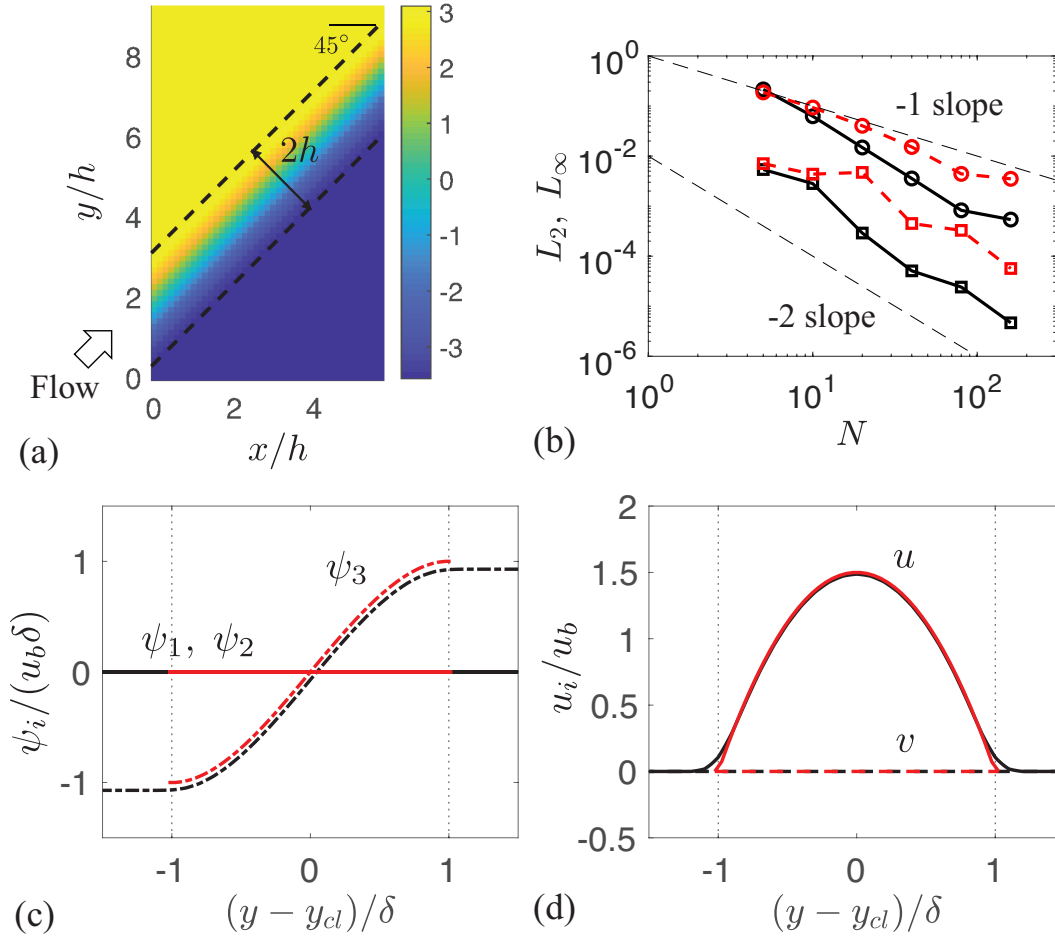 8
6
4
2
0
y/h
45°
2h
Flow
0
2
4
x/h
3
2
1
0
-1
-2
-3
(a)
10^0
10^-2
10^-4
10^-6
L_2, L_∞
-1 slope
-2 slope
10^0
10^1
10^2
N
(b)
1
0
-1
ψ_i/(u_bδ)
ψ_3
ψ_1, ψ_2
-1
0
1
(y − y_cl)/δ
(c)
2
1.5
1
0.5
0
-0.5
u_i/u_b
u
v
-1
0
1
(y − y_cl)/δ
(d)